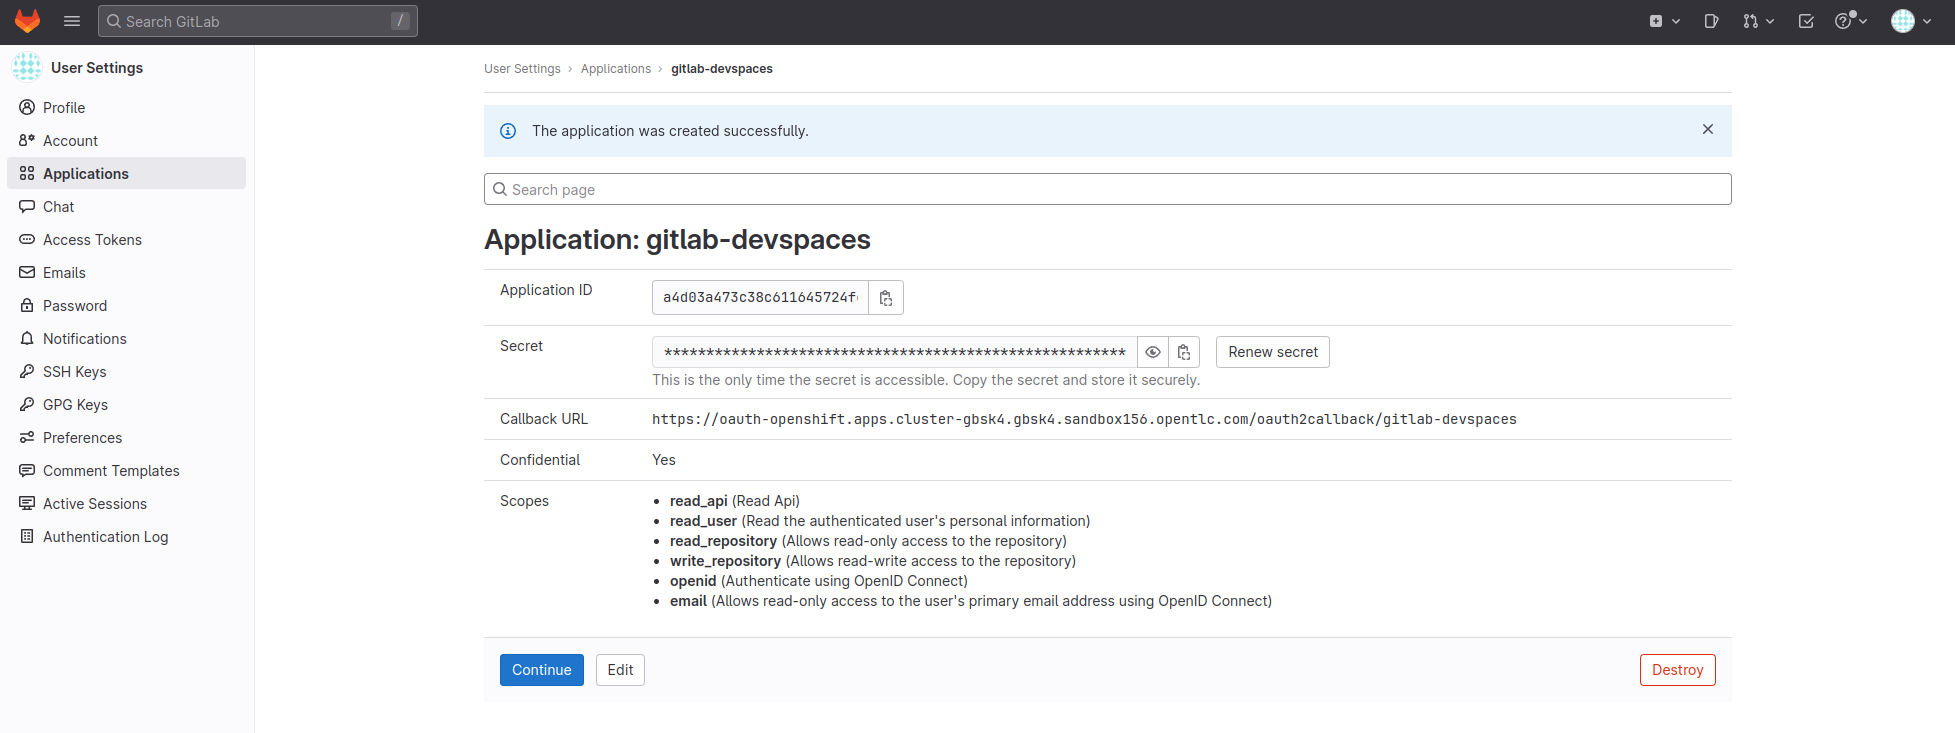 Search GitLab /
User Settings
Profile
Account
Applications
Chat
Access Tokens
Emails
Password
Notifications
SSH Keys
GPG Keys
Preferences
Comment Templates
Active Sessions
Authentication Log
User Settings › Applications › gitlab-devspaces
The application was created successfully.
Search page
Application: gitlab-devspaces
Application ID a4d03a473c38c611645724f
Secret ******************************************************* Renew secret
This is the only time the secret is accessible. Copy the secret and store it securely.
Callback URL https://oauth-openshift.apps.cluster-gbsk4.gbsk4.sandbox156.opentlc.com/oauth2callback/gitlab-devspaces
Confidential Yes
Scopes • read_api (Read Api)
• read_user (Read the authenticated user's personal information)
• read_repository (Allows read-only access to the repository)
• write_repository (Allows read-write access to the repository)
• openid (Authenticate using OpenID Connect)
• email (Allows read-only access to the user's primary email address using OpenID Connect)
Continue Edit Destroy